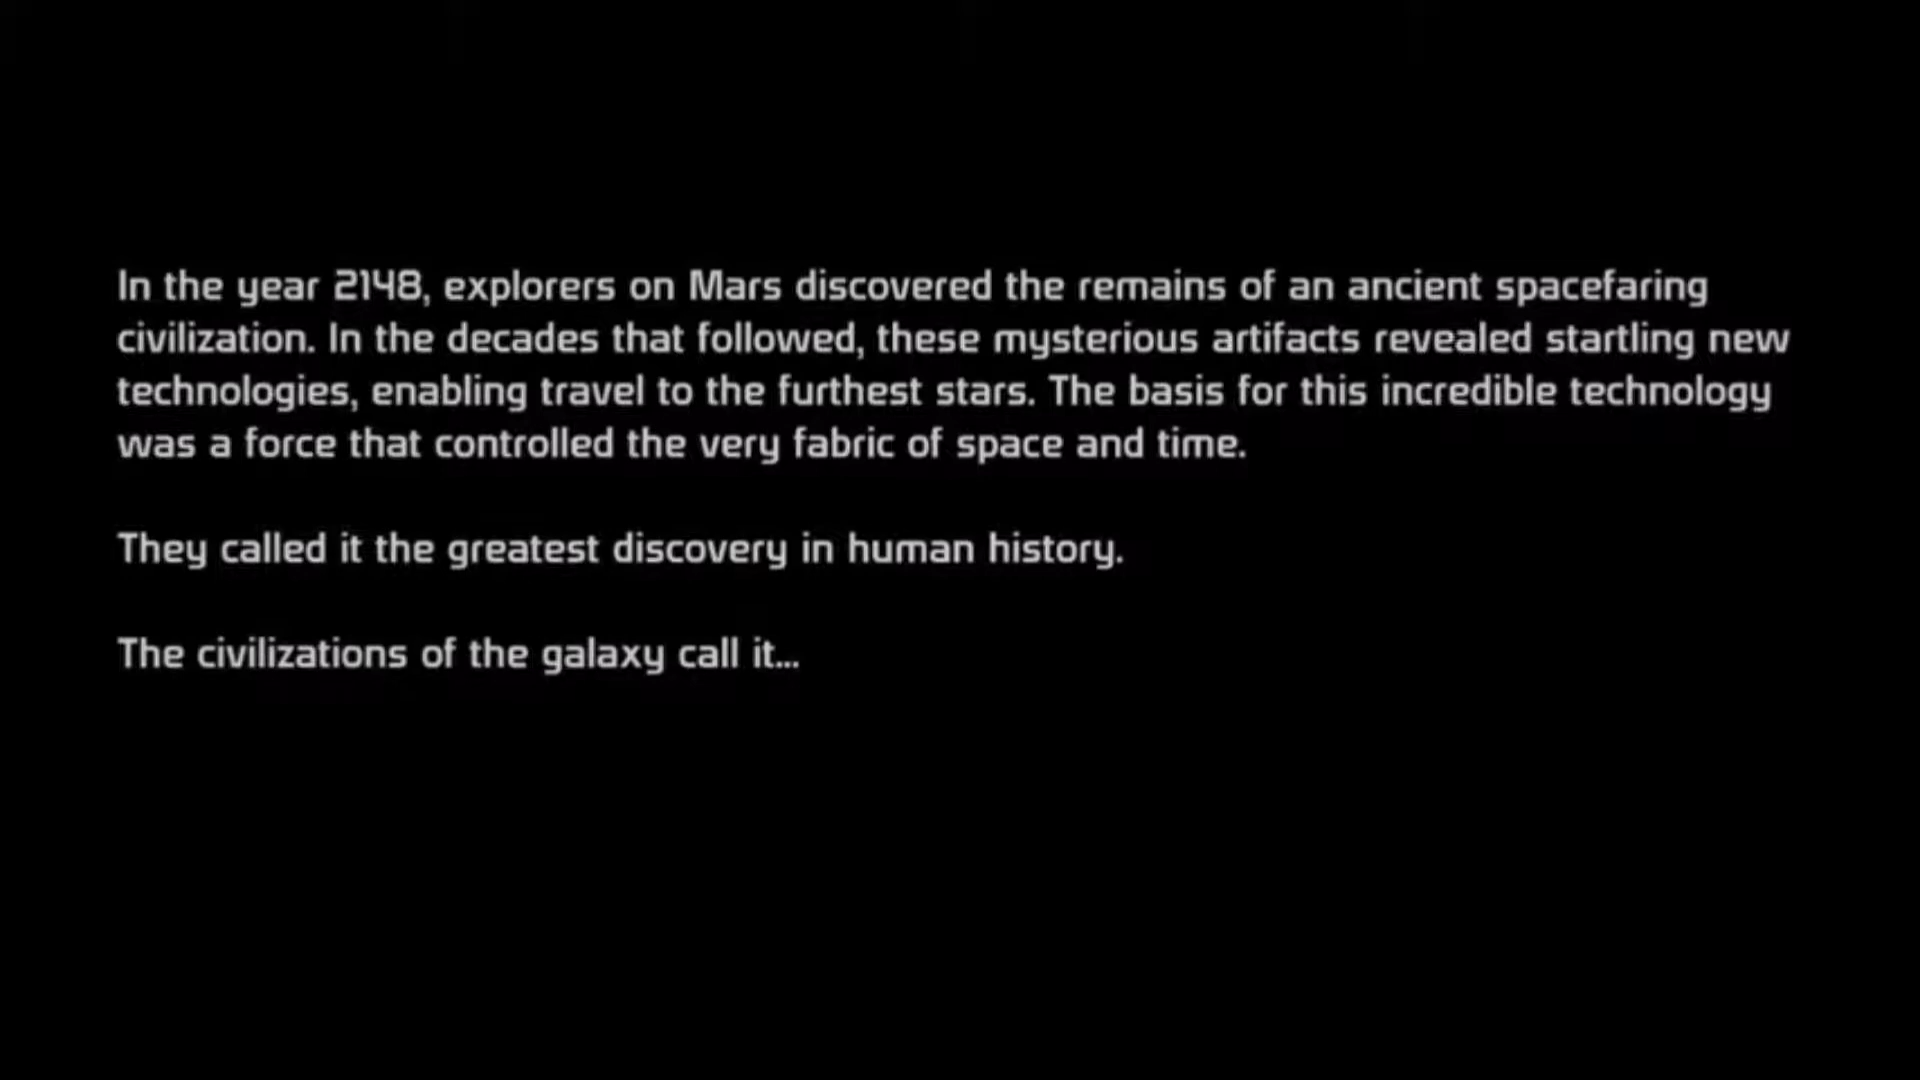 In the year 2148, explorers on Mars discovered the remains of an ancient spacefaring
civilization. In the decades that followed, these mysterious artifacts revealed startling new
technologies, enabling travel to the furthest stars. The basis for this incredible technology
was a force that controlled the very fabric of space and time.
They called it the greatest discovery in human history.
The civilizations of the galaxy call it...